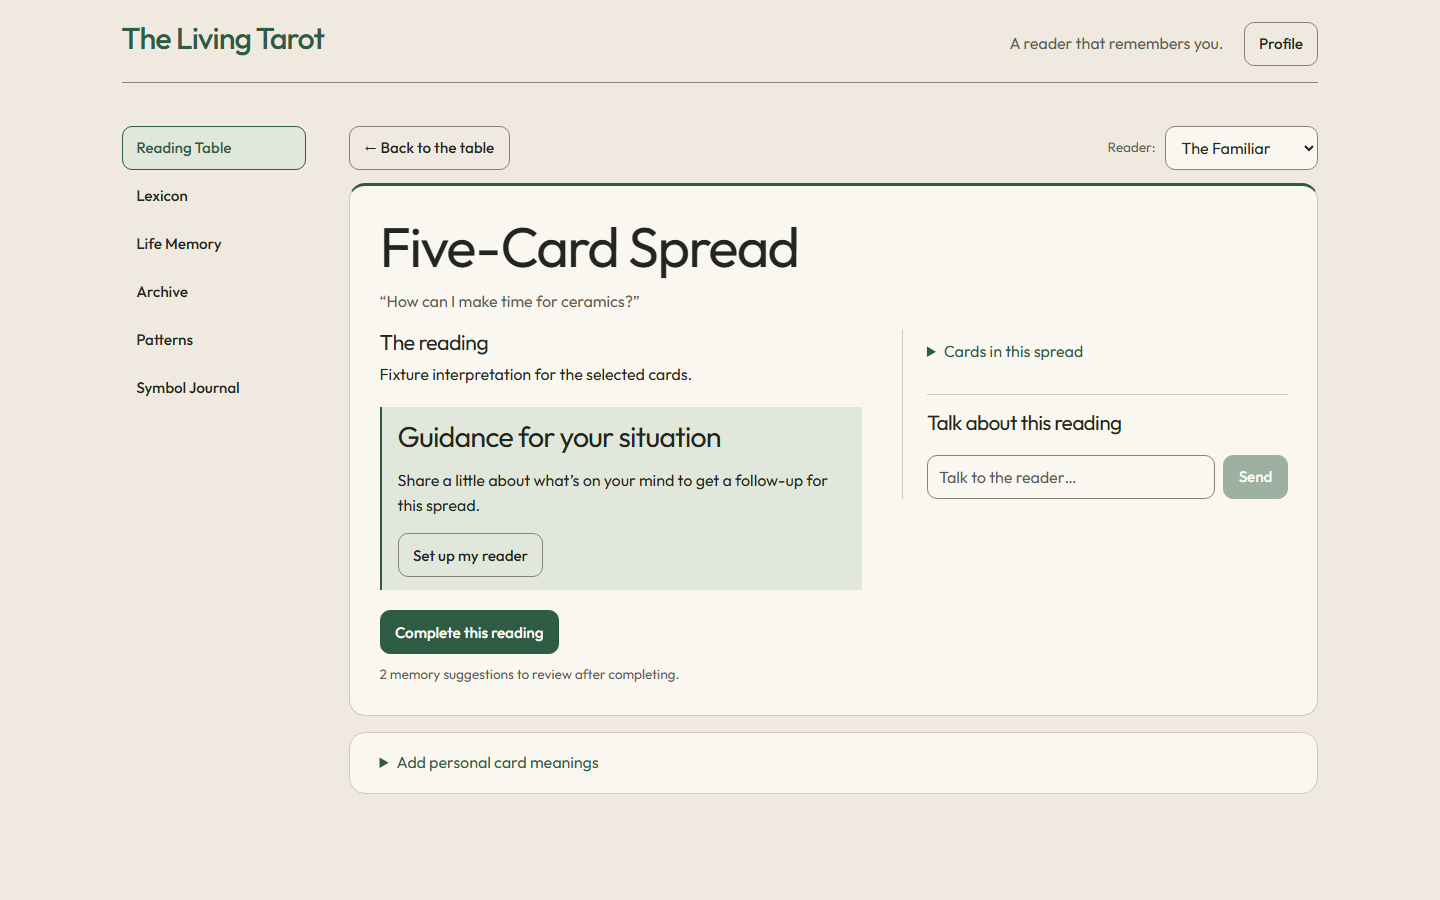 The Living Tarot
A reader that remembers you.
Profile
Reading Table
Lexicon
Life Memory
Archive
Patterns
Symbol Journal
← Back to the table
Reader:
The Familiar
Five-Card Spread
“How can I make time for ceramics?”
The reading
Fixture interpretation for the selected cards.
Guidance for your situation
Share a little about what’s on your mind to get a follow-up for
this spread.
Set up my reader
Complete this reading
2 memory suggestions to review after completing.
Cards in this spread
Talk about this reading
Talk to the reader…
Send
Add personal card meanings